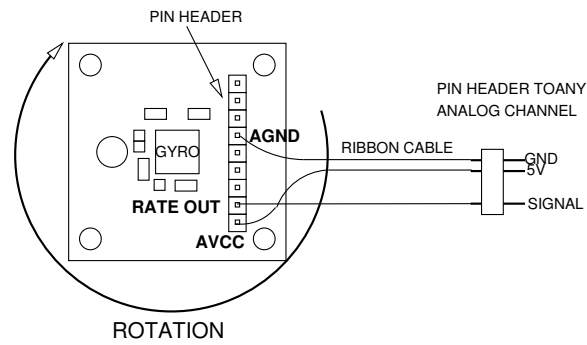 PIN HEADER
PIN HEADER TOANY
ANALOG CHANNEL
AGND
RIBBON CABLE
GYRO
GND
5V
RATE OUT
SIGNAL
AVCC
ROTATION